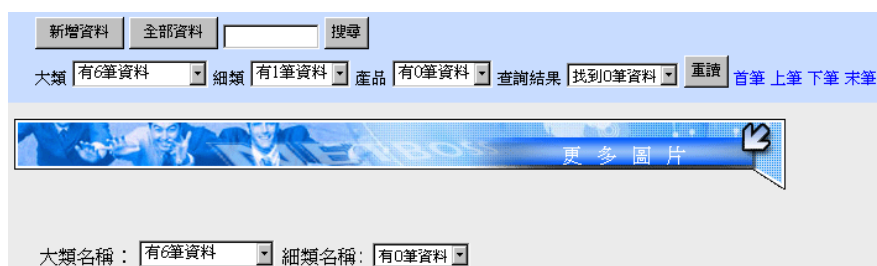 新增資料 全部資料 搜尋
大類 有6筆資料 細類 有1筆資料 產品 有0筆資料 查詢結果 找到0筆資料 重讀 首筆 上筆 下筆 末筆
更多圖片
大類名稱： 有6筆資料 細類名稱: 有0筆資料